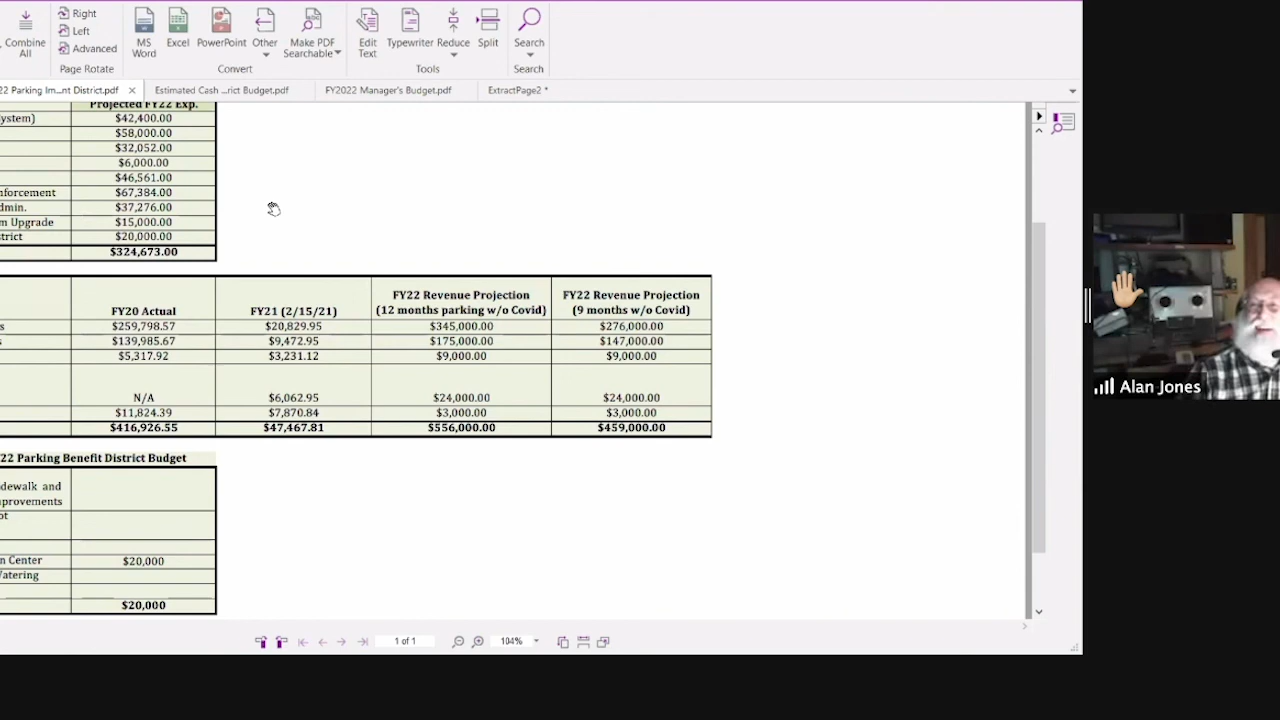 Combine All
Right
Left
Advanced
Page Rotate
MS Word
Excel
PowerPoint
Other
Make PDF Searchable
Convert
Edit Text
Typewriter
Reduce
Split
Tools
Search
Search
22 Parking Im...nt District.pdf
Estimated Cash ...rict Budget.pdf
FY2022 Manager's Budget.pdf
ExtractPage2 *
Projected FY22 Exp.
ystem) $42,400.00
$58,000.00
$32,052.00
$6,000.00
$46,561.00
nforcement $67,384.00
dmin. $37,276.00
m Upgrade $15,000.00
strict $20,000.00
$324,673.00
FY20 Actual FY21 (2/15/21) FY22 Revenue Projection (12 months parking w/o Covid) FY22 Revenue Projection (9 months w/o Covid)
s $259,798.57 $20,829.95 $345,000.00 $276,000.00
s $139,985.67 $9,472.95 $175,000.00 $147,000.00
$5,317.92 $3,231.12 $9,000.00 $9,000.00
N/A $6,062.95 $24,000.00 $24,000.00
$11,824.39 $7,870.84 $3,000.00 $3,000.00
$416,926.55 $47,467.81 $556,000.00 $459,000.00
22 Parking Benefit District Budget
dewalk and
provements
ot
n Center $20,000
Watering
$20,000
1 of 1
104%
Alan Jones